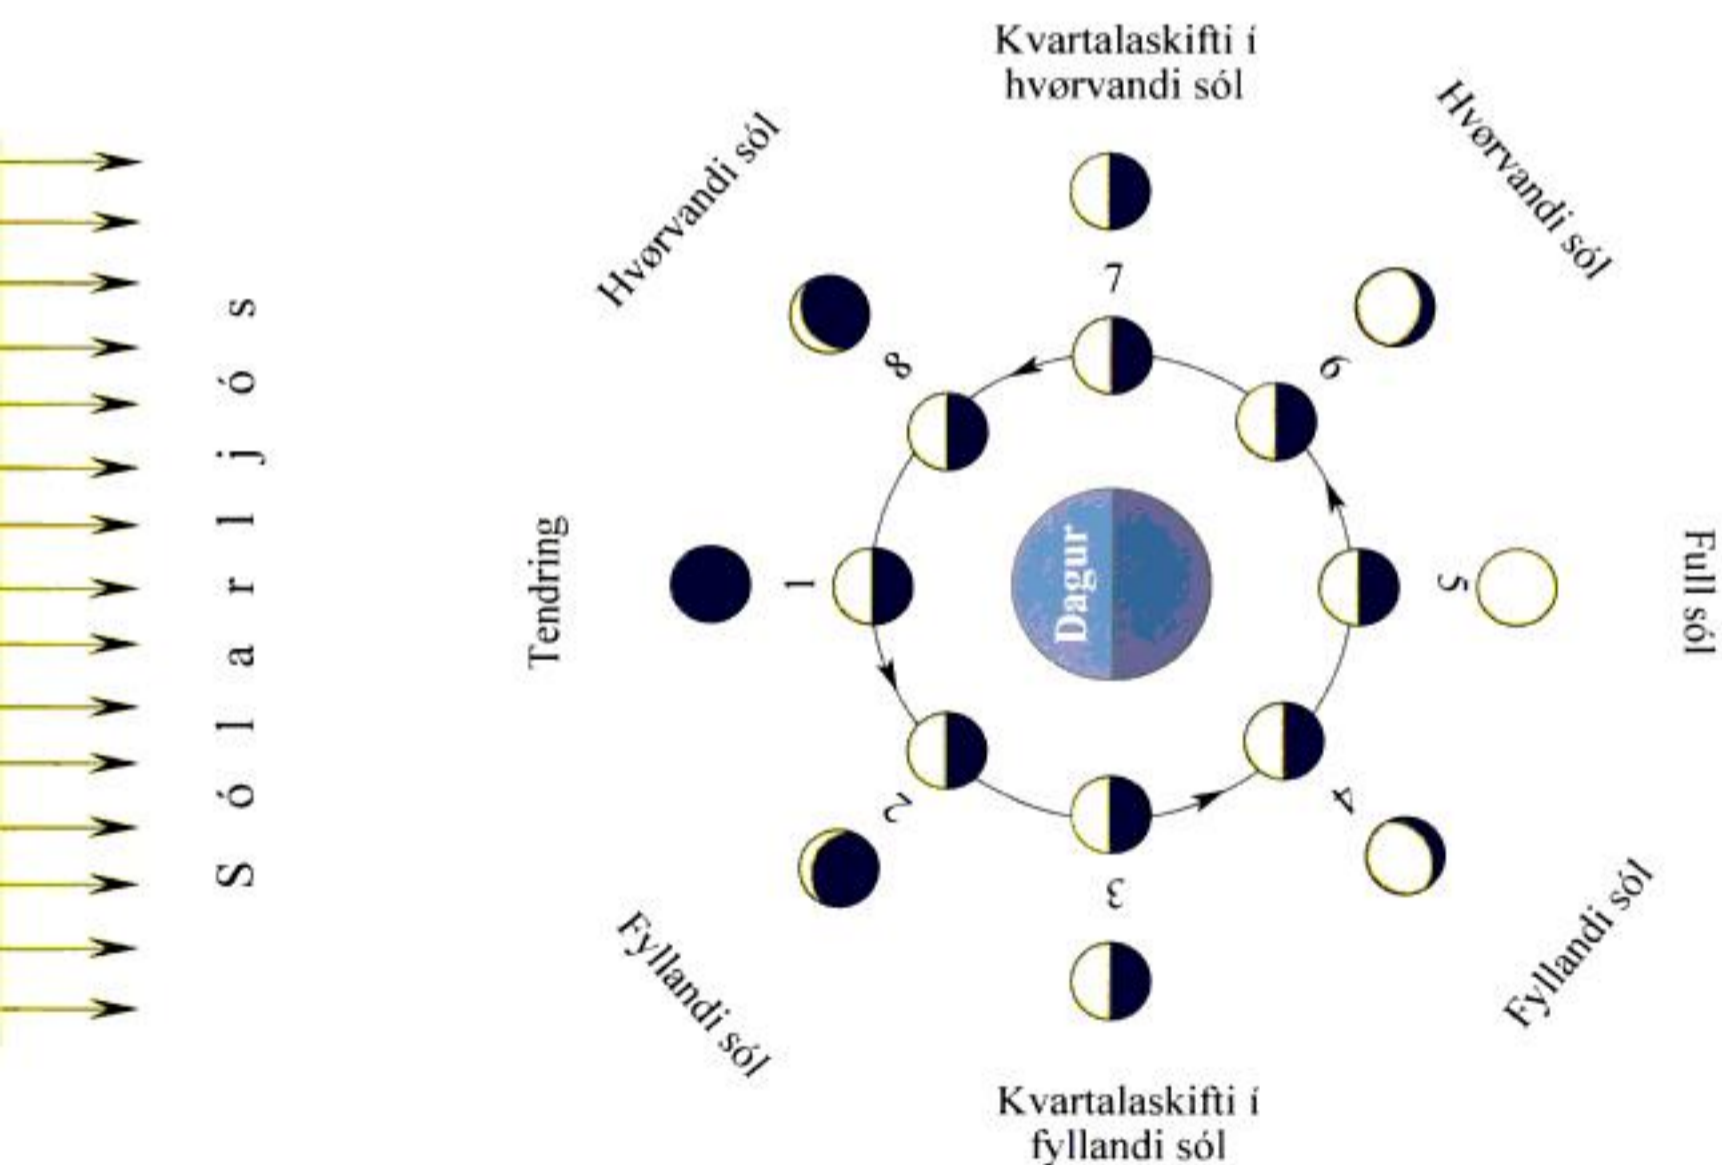 Kvartalaskifti í
hvørvandi sól
Hvørvandi sól
Hvørvandi sól
7
8
6
Sólarljós
Tendring
1
Dagur
5
Full sól
2
4
3
Fyllandi sól
Fyllandi sól
Kvartalaskifti í
fyllandi sól